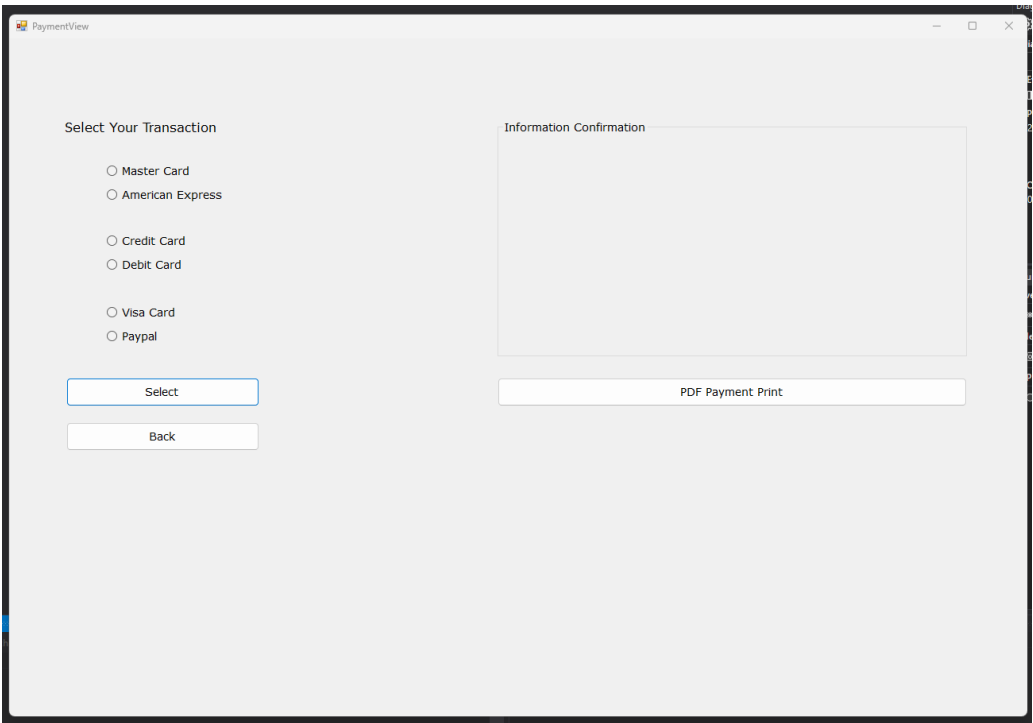 PaymentView
Select Your Transaction
Master Card
American Express
Credit Card
Debit Card
Visa Card
Paypal
Select
Back
Information Confirmation
PDF Payment Print